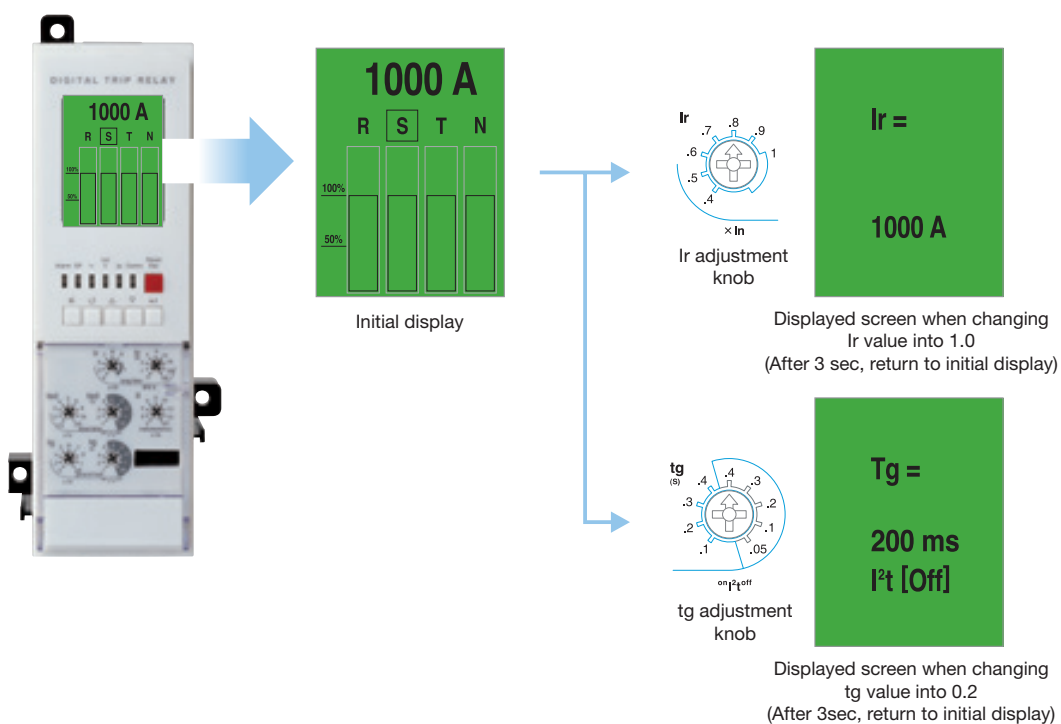 DIGITAL TRIP RELAY
1000 A
R S T N
100%
50%
1000 A
R S T N
100%
50%
Initial display
Ir
.4
.5
.6
.7
.8
.9
1
× In
Ir adjustment
knob
Ir =
1000 A
Displayed screen when changing
Ir value into 1.0
(After 3 sec, return to initial display)
tg
(S)
.1
.2
.3
.4
.4
.3
.2
.1
.05
on I²t off
tg adjustment
knob
Tg =
200 ms
I²t [Off]
Displayed screen when changing
tg value into 0.2
(After 3sec, return to initial display)